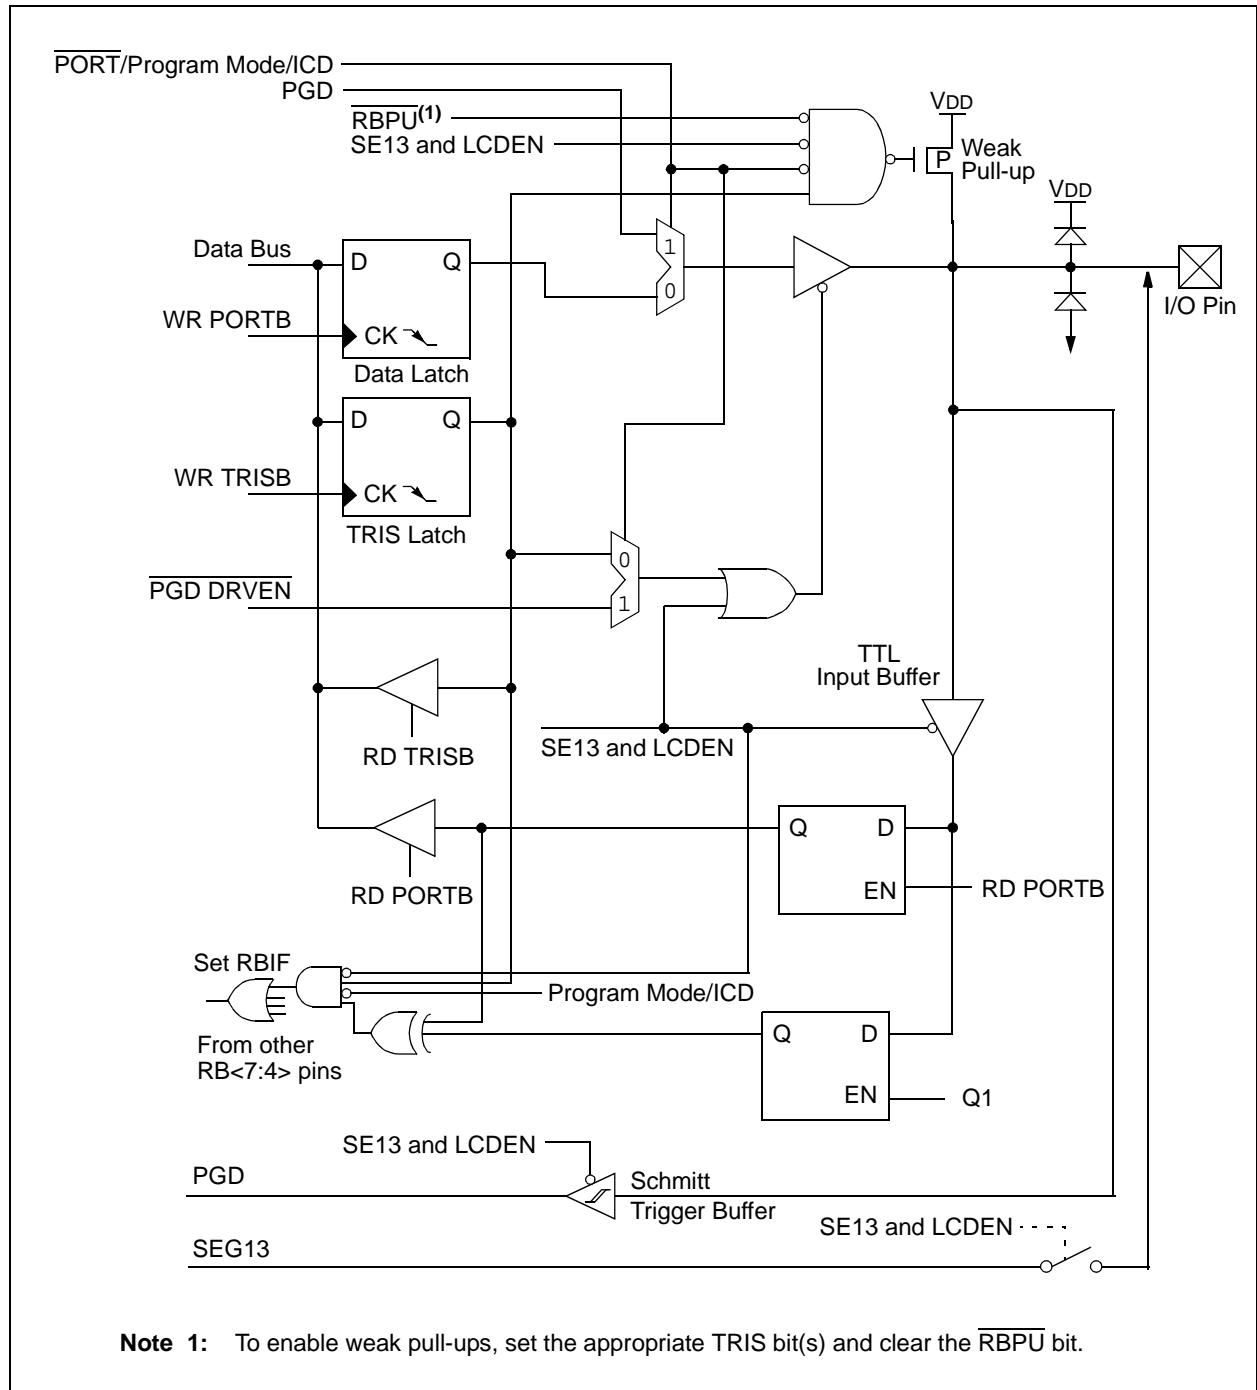 PORT/Program Mode/ICD
PGD
RBPU(1)
SE13 and LCDEN
VDD
P
Weak
Pull-up
VDD
Data Bus
D
Q
1
0
I/O Pin
WR PORTB
CK
Data Latch
D
Q
WR TRISB
CK
TRIS Latch
0
1
PGD DRVEN
TTL
Input Buffer
SE13 and LCDEN
RD TRISB
Q
D
EN
RD PORTB
RD PORTB
Set RBIF
Program Mode/ICD
From other
RB<7:4> pins
Q
D
EN
Q1
SE13 and LCDEN
PGD
Schmitt
Trigger Buffer
SE13 and LCDEN
SEG13
Note 1: To enable weak pull-ups, set the appropriate TRIS bit(s) and clear the RBPU bit.